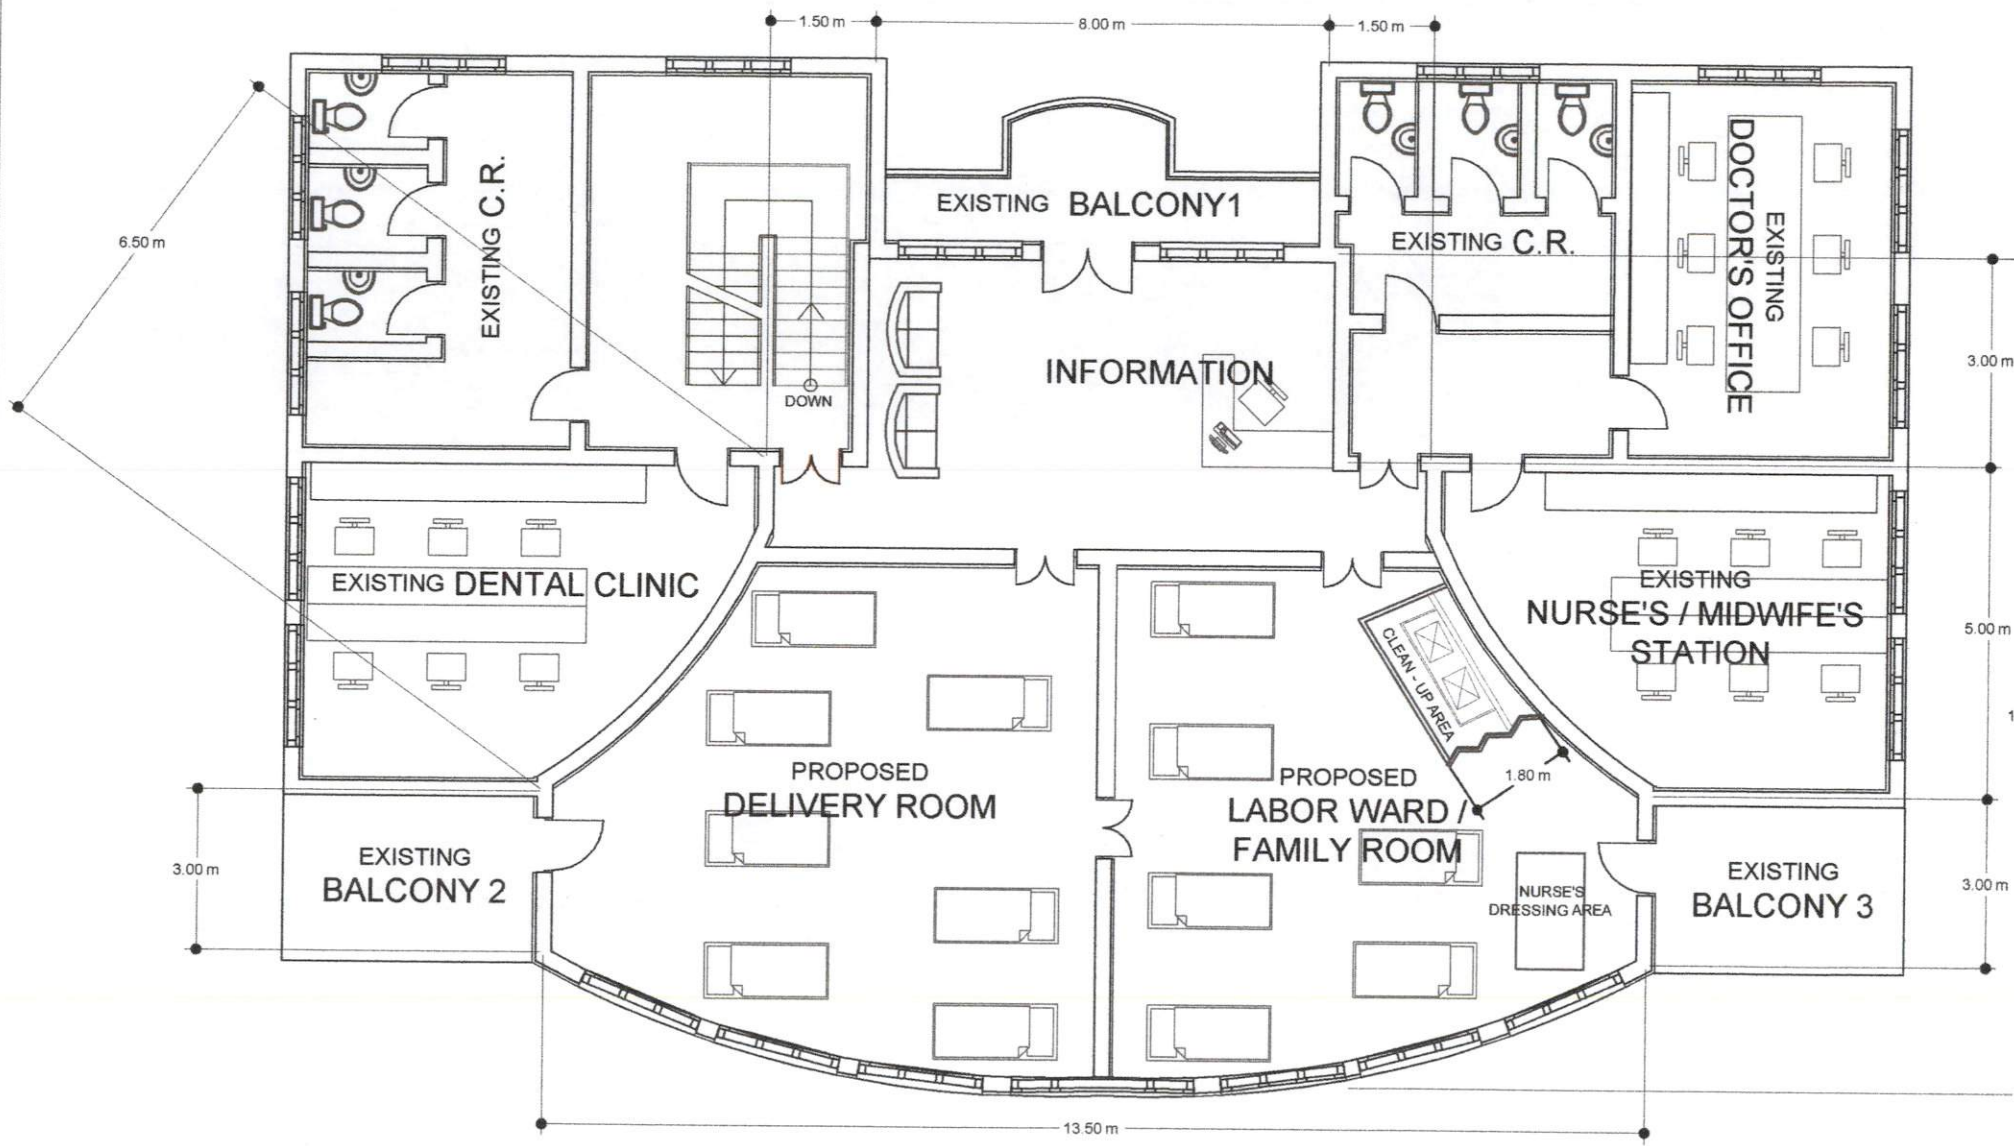 1.50 m
8.00 m
1.50 m
6.50 m
EXISTING C.R.
DOWN
EXISTING BALCONY1
INFORMATION
EXISTING C.R.
EXISTING
DOCTOR'S OFFICE
3.00 m
EXISTING DENTAL CLINIC
EXISTING
NURSE'S / MIDWIFE'S
STATION
5.00 m
CLEAN - UP AREA
1.80 m
PROPOSED
DELIVERY ROOM
PROPOSED
LABOR WARD /
FAMILY ROOM
NURSE'S
DRESSING AREA
3.00 m
EXISTING
BALCONY 2
EXISTING
BALCONY 3
3.00 m
13.50 m